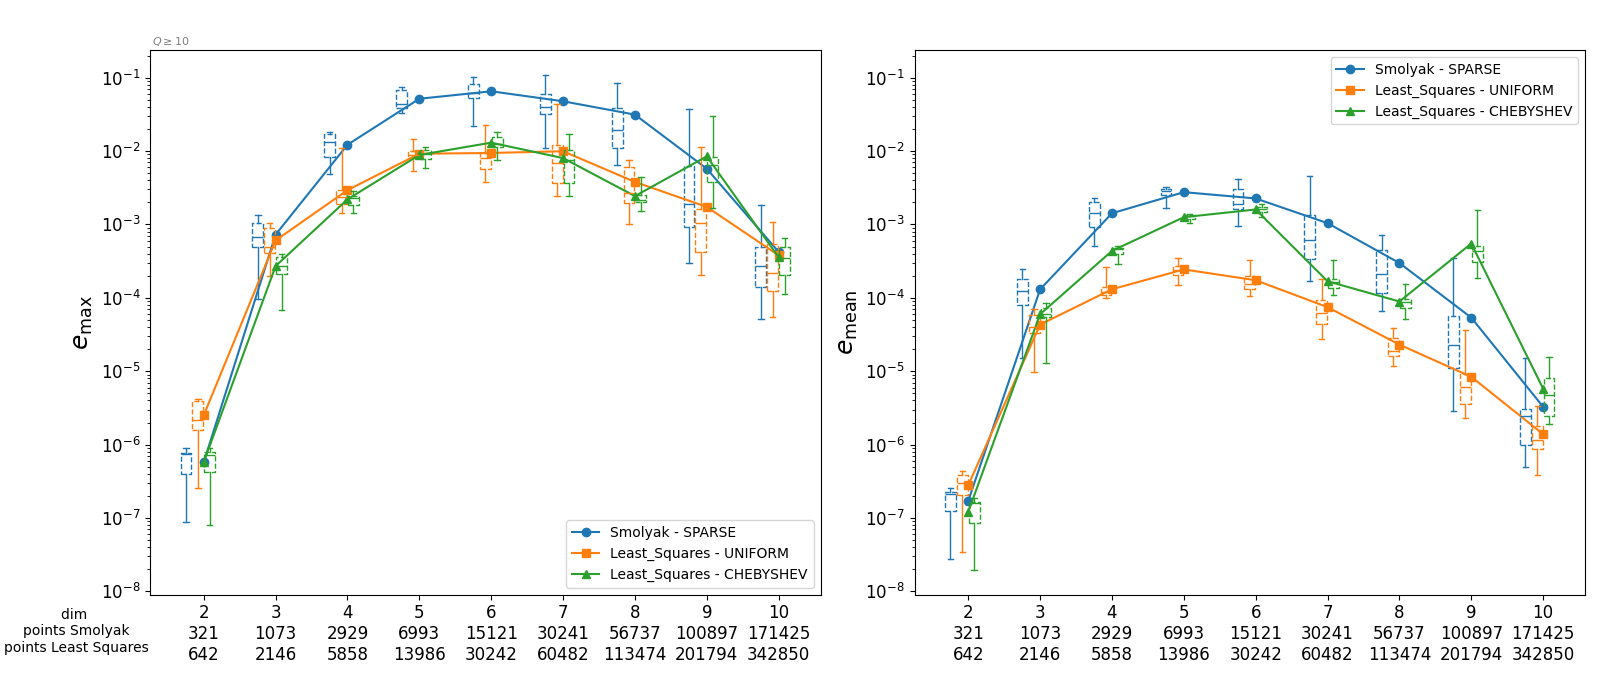 Q ≥ 10
10⁻¹
10⁻²
10⁻³
10⁻⁴
10⁻⁵
10⁻⁶
10⁻⁷
10⁻⁸
e_max
Smolyak - SPARSE
Least_Squares - UNIFORM
Least_Squares - CHEBYSHEV
10⁻¹
10⁻²
10⁻³
10⁻⁴
10⁻⁵
10⁻⁶
10⁻⁷
10⁻⁸
e_mean
Smolyak - SPARSE
Least_Squares - UNIFORM
Least_Squares - CHEBYSHEV
dim 2 3 4 5 6 7 8 9 10 2 3 4 5 6 7 8 9 10
points Smolyak 321 1073 2929 6993 15121 30241 56737 100897 171425 321 1073 2929 6993 15121 30241 56737 100897 171425
points Least Squares 642 2146 5858 13986 30242 60482 113474 201794 342850 642 2146 5858 13986 30242 60482 113474 201794 342850